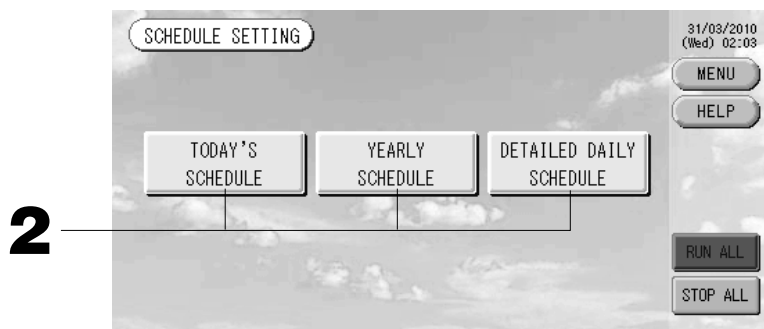 SCHEDULE SETTING
31/03/2010
(Wed) 02:03
MENU
HELP
TODAY'S
SCHEDULE
YEARLY
SCHEDULE
DETAILED DAILY
SCHEDULE
2
RUN ALL
STOP ALL